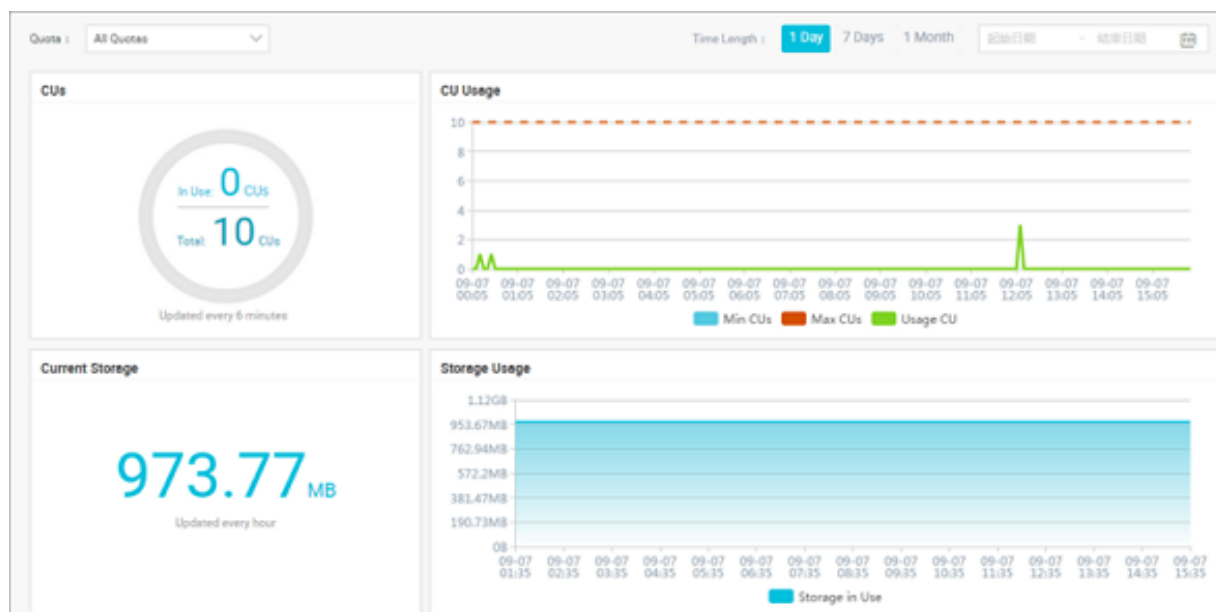 Quota : All Quotas Time Length : 1 Day 7 Days 1 Month 起始日期 - 结束日期
CUs
In Use: 0 CUs
Total: 10 CUs
Updated every 6 minutes
CU Usage
10
8
6
4
2
0
09-07 09-07 09-07 09-07 09-07 09-07 09-07 09-07 09-07 09-07 09-07 09-07 09-07 09-07 09-07 09-07
00:05 01:05 02:05 03:05 04:05 05:05 06:05 07:05 08:05 09:05 10:05 11:05 12:05 13:05 14:05 15:05
Min CUs Max CUs Usage CU
Current Storage
973.77 MB
Updated every hour
Storage Usage
1.12GB
953.67MB
762.94MB
572.2MB
381.47MB
190.73MB
0B
09-07 09-07 09-07 09-07 09-07 09-07 09-07 09-07 09-07 09-07 09-07 09-07 09-07 09-07 09-07
01:35 02:35 03:35 04:35 05:35 06:35 07:35 08:35 09:35 10:35 11:35 12:35 13:35 14:35 15:35
Storage in Use